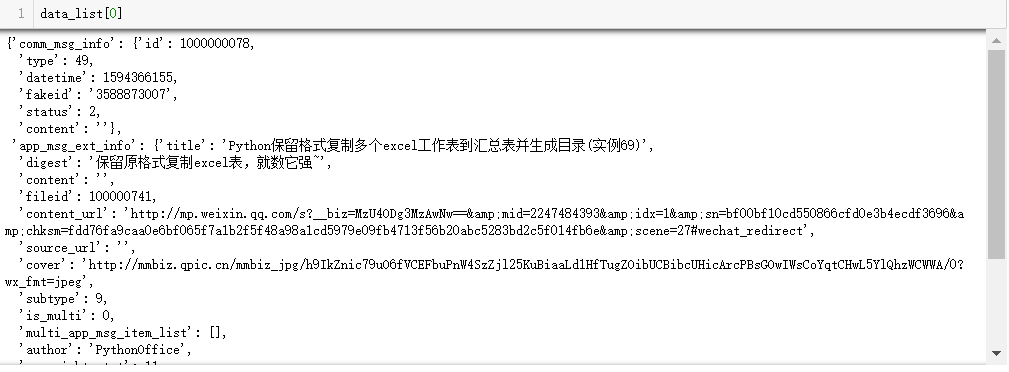 1 data_list[0]
{'comm_msg_info': {'id': 1000000078,
'type': 49,
'datetime': 1594366155,
'fakeid': '3588873007',
'status': 2,
'content': ''},
'app_msg_ext_info': {'title': 'Python保留格式复制多个excel工作表到汇总表并生成目录(实例69)',
'digest': '保留原格式复制excel表，就数它强~',
'content': '',
'fileid': 100000741,
'content_url': 'http://mp.weixin.qq.com/s?__biz=MzU4ODg3MzAwNw==&amp;mid=2247484393&amp;idx=1&amp;sn=bf00bf10cd550866cfd0e3b4ecdf3696&a
mp;chksm=fdd76fa9caa0e6bf065f7a1b2f5f48a98a1cd5979e09fb4713f56b20abc5283bd2c5f014fb6e&amp;scene=27#wechat_redirect',
'source_url': '',
'cover': 'http://mmbiz.qpic.cn/mmbiz_jpg/h9IkZnic79u06fVCEFbuPnW4SzZjl25KuBiaaLd1HfTugZOibUCBibcUHicArcPBsGOwIWsCoYqtCHwL5YlQhzWCWWA/0?
wx_fmt=jpeg',
'subtype': 9,
'is_multi': 0,
'multi_app_msg_item_list': [],
'author': 'PythonOffice',